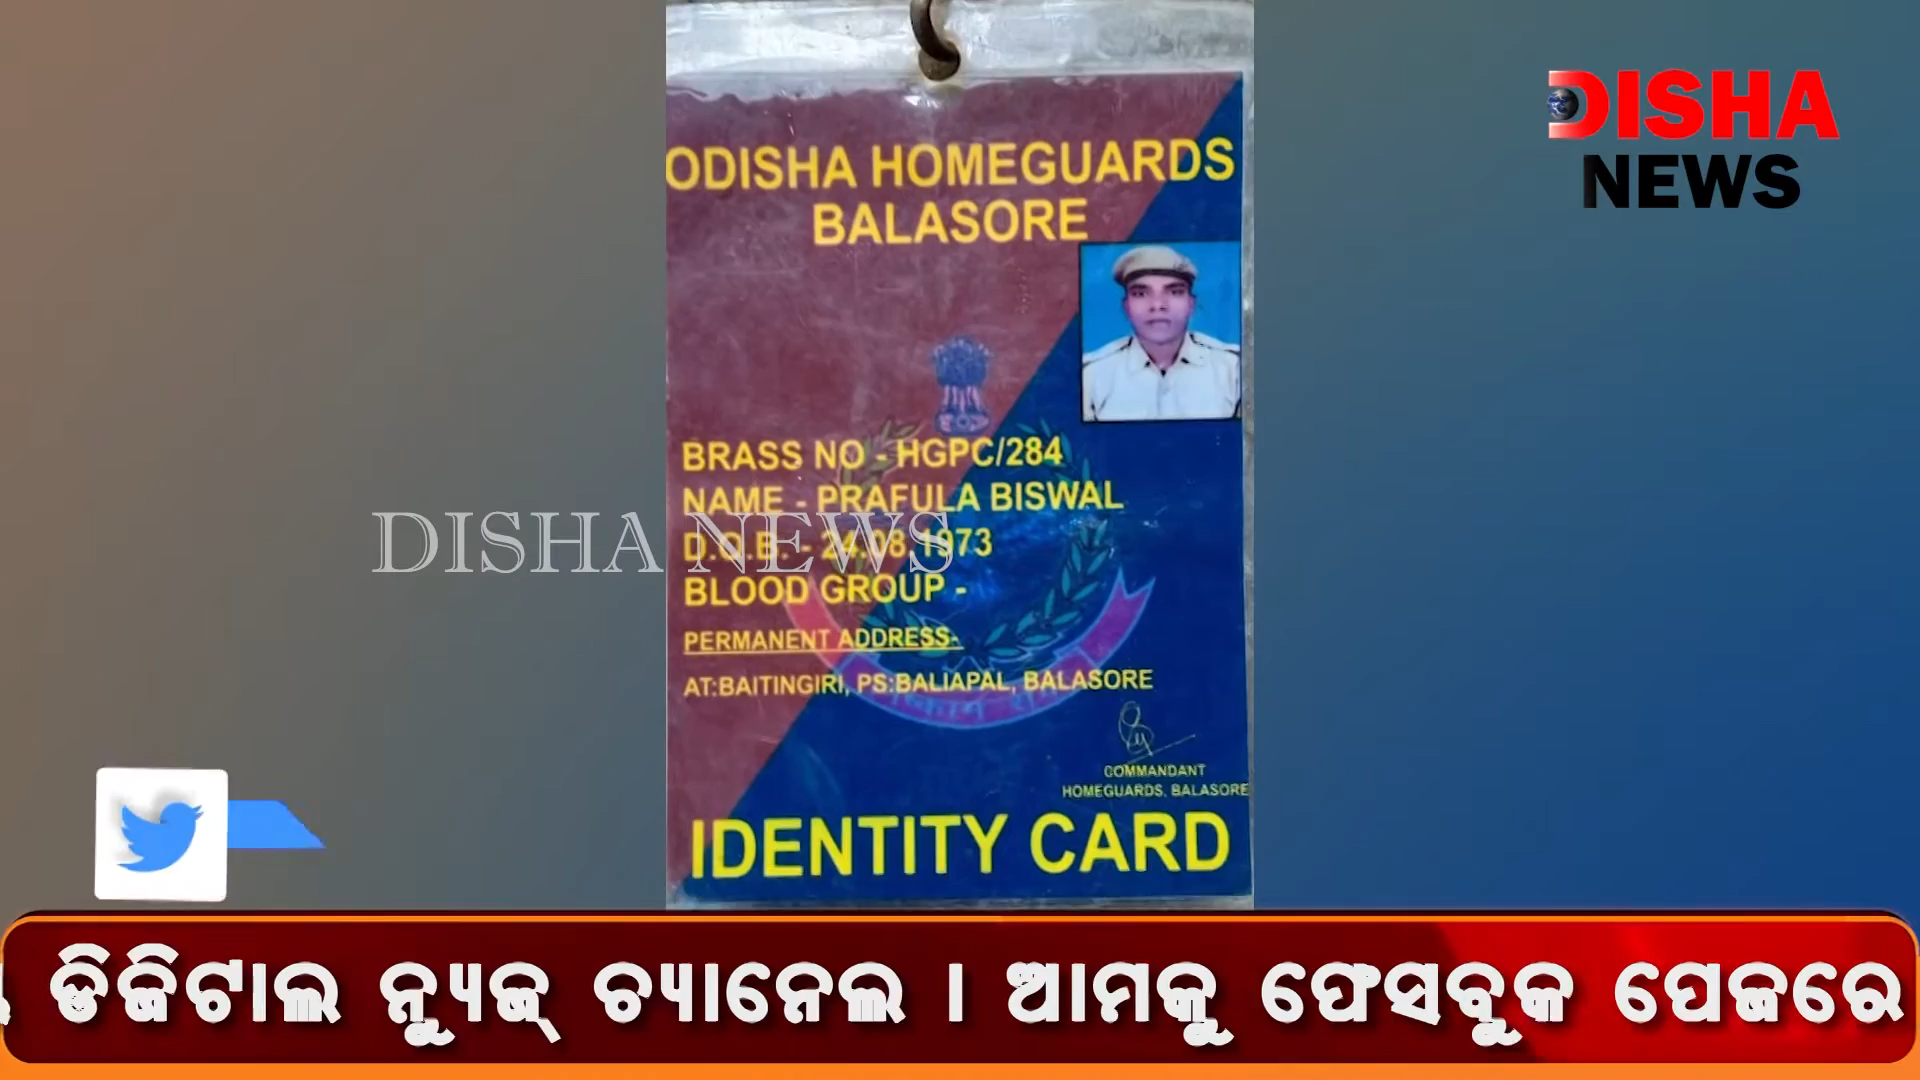 DISHA
NEWS
ODISHA HOMEGUARDS
BALASORE
BRASS NO - HGPC/284
NAME - PRAFULA BISWAL
D.O.B. - 24.08.1973
BLOOD GROUP -
PERMANENT ADDRESS-
AT:BAITINGIRI, PS:BALIAPAL, BALASORE
COMMANDANT
HOMEGUARDS, BALASORE
IDENTITY CARD
DISHA NEWS
ଡିଜିଟାଲ ନ୍ୟୁଜ୍ ଚ୍ୟାନେଲ । ଆମକୁ ଫେସବୁକ ପେଜରେ